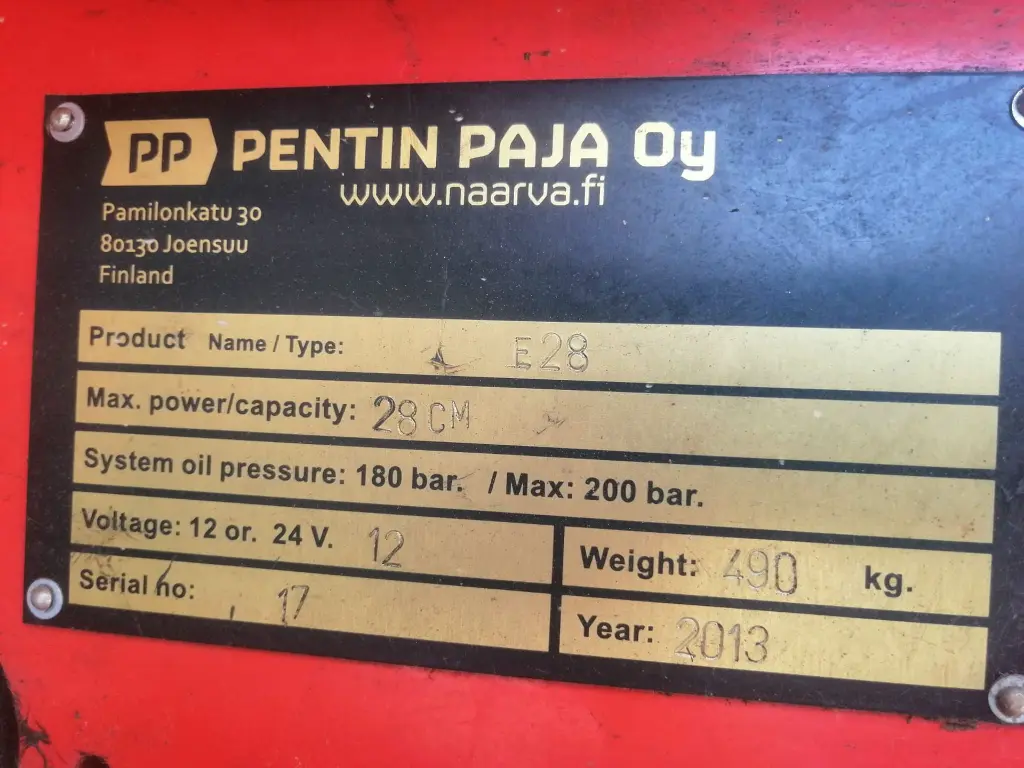 PP PENTIN PAJA Oy
www.naarva.fi
Pamilonkatu 30
80130 Joensuu
Finland
Product Name / Type: E28
Max. power/capacity: 28 CM
System oil pressure: 180 bar. / Max: 200 bar.
Voltage: 12 or. 24 V. 12
Weight: 490 kg.
Serial no: 17
Year: 2013